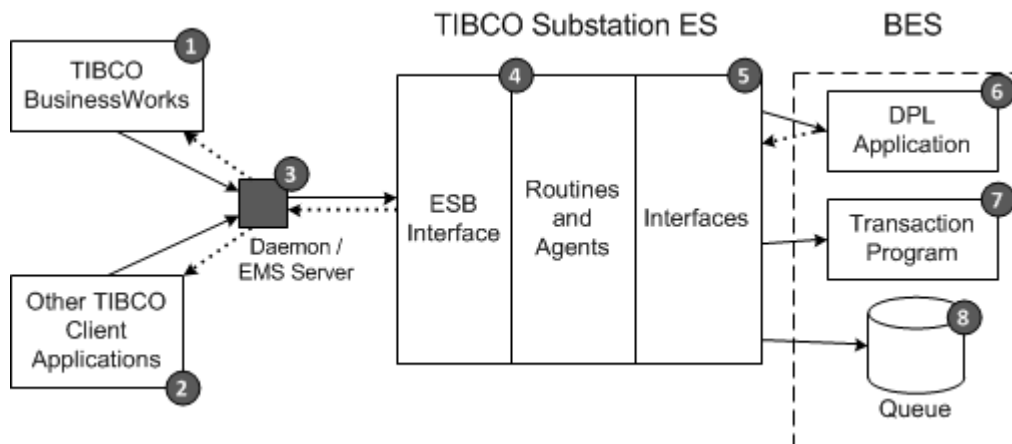 TIBCO Substation ES
BES
1
TIBCO
BusinessWorks
2
Other TIBCO
Client
Applications
3
Daemon /
EMS Server
4
ESB
Interface
Routines
and
Agents
5
Interfaces
6
DPL
Application
7
Transaction
Program
8
Queue